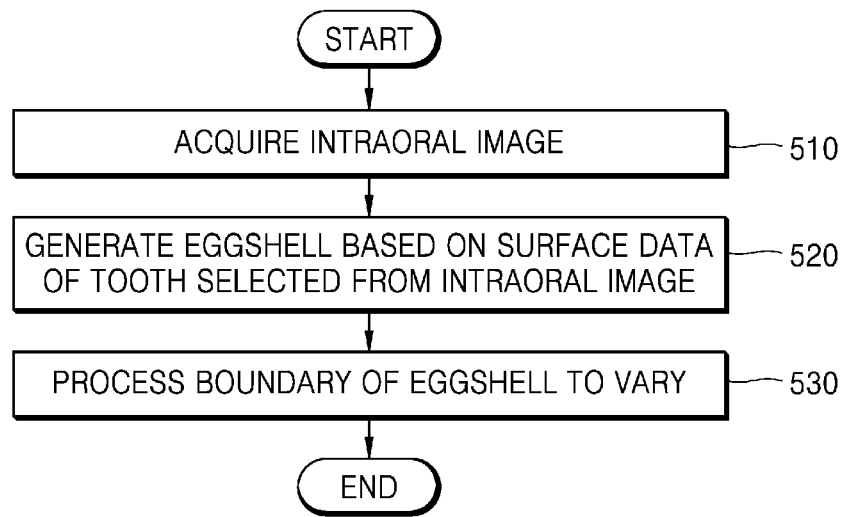 START
ACQUIRE INTRAORAL IMAGE
510
GENERATE EGGSHELL BASED ON SURFACE DATA
OF TOOTH SELECTED FROM INTRAORAL IMAGE
520
PROCESS BOUNDARY OF EGGSHELL TO VARY
530
END